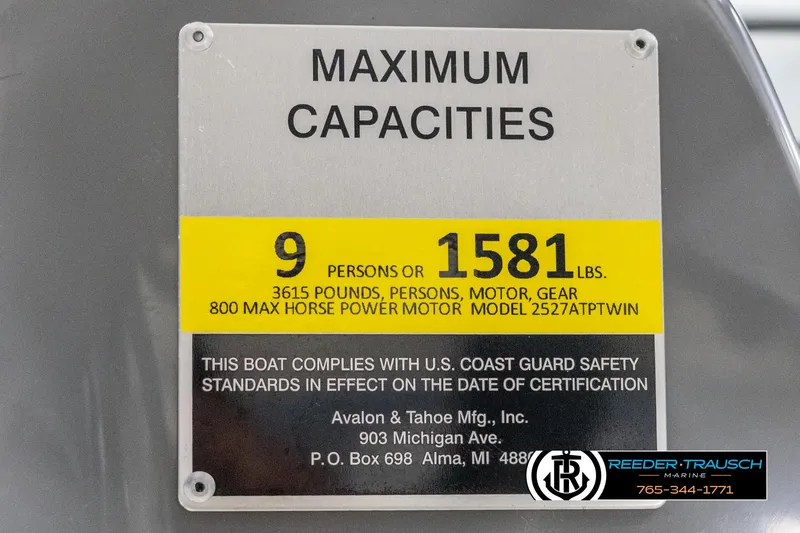 MAXIMUM
CAPACITIES
9 PERSONS OR 1581 LBS.
3615 POUNDS, PERSONS, MOTOR, GEAR
800 MAX HORSE POWER MOTOR MODEL 2527ATPTWIN
THIS BOAT COMPLIES WITH U.S. COAST GUARD SAFETY
STANDARDS IN EFFECT ON THE DATE OF CERTIFICATION
Avalon & Tahoe Mfg., Inc.
903 Michigan Ave.
P.O. Box 698 Alma, MI
REEDER·TRAUSCH
MARINE
765-344-1771